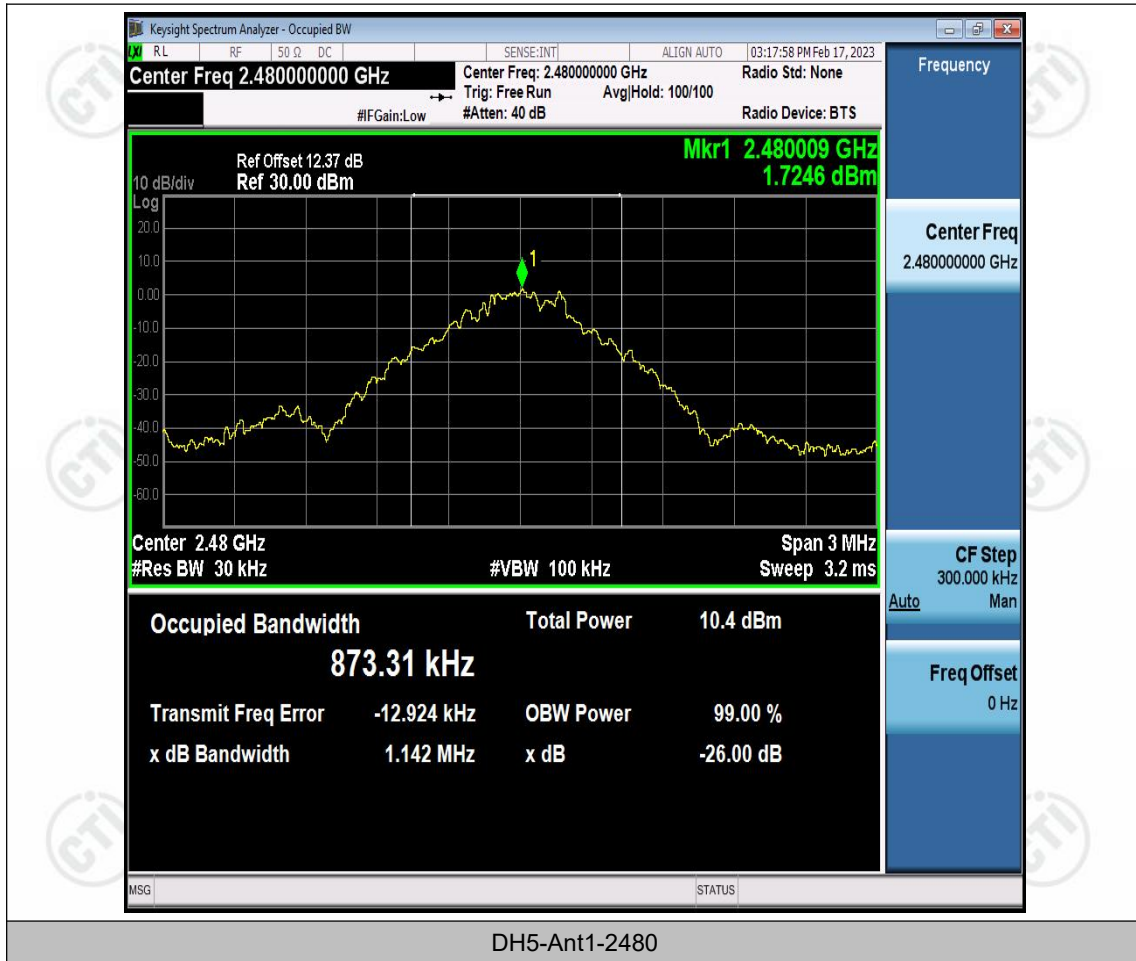 Keysight Spectrum Analyzer - Occupied BW
LXI RL RF 50 Ω DC SENSE:INT ALIGN AUTO 03:17:58 PM Feb 17, 2023
Center Freq 2.480000000 GHz Center Freq: 2.480000000 GHz Radio Std: None
Trig: Free Run Avg|Hold: 100/100
#IFGain:Low #Atten: 40 dB Radio Device: BTS
Frequency
Mkr1 2.480009 GHz
1.7246 dBm
Ref Offset 12.37 dB
10 dB/div Ref 30.00 dBm
Log
20.0
10.0
0.00
-10.0
-20.0
-30.0
-40.0
-50.0
-60.0
1
Center 2.48 GHz Span 3 MHz
#Res BW 30 kHz #VBW 100 kHz Sweep 3.2 ms
Center Freq
2.480000000 GHz
CF Step
300.000 kHz
Auto Man
Freq Offset
0 Hz
Occupied Bandwidth Total Power 10.4 dBm
873.31 kHz
Transmit Freq Error -12.924 kHz OBW Power 99.00 %
x dB Bandwidth 1.142 MHz x dB -26.00 dB
MSG STATUS
DH5-Ant1-2480
CTI
CTI
CTI
CTI
CTI
CTI